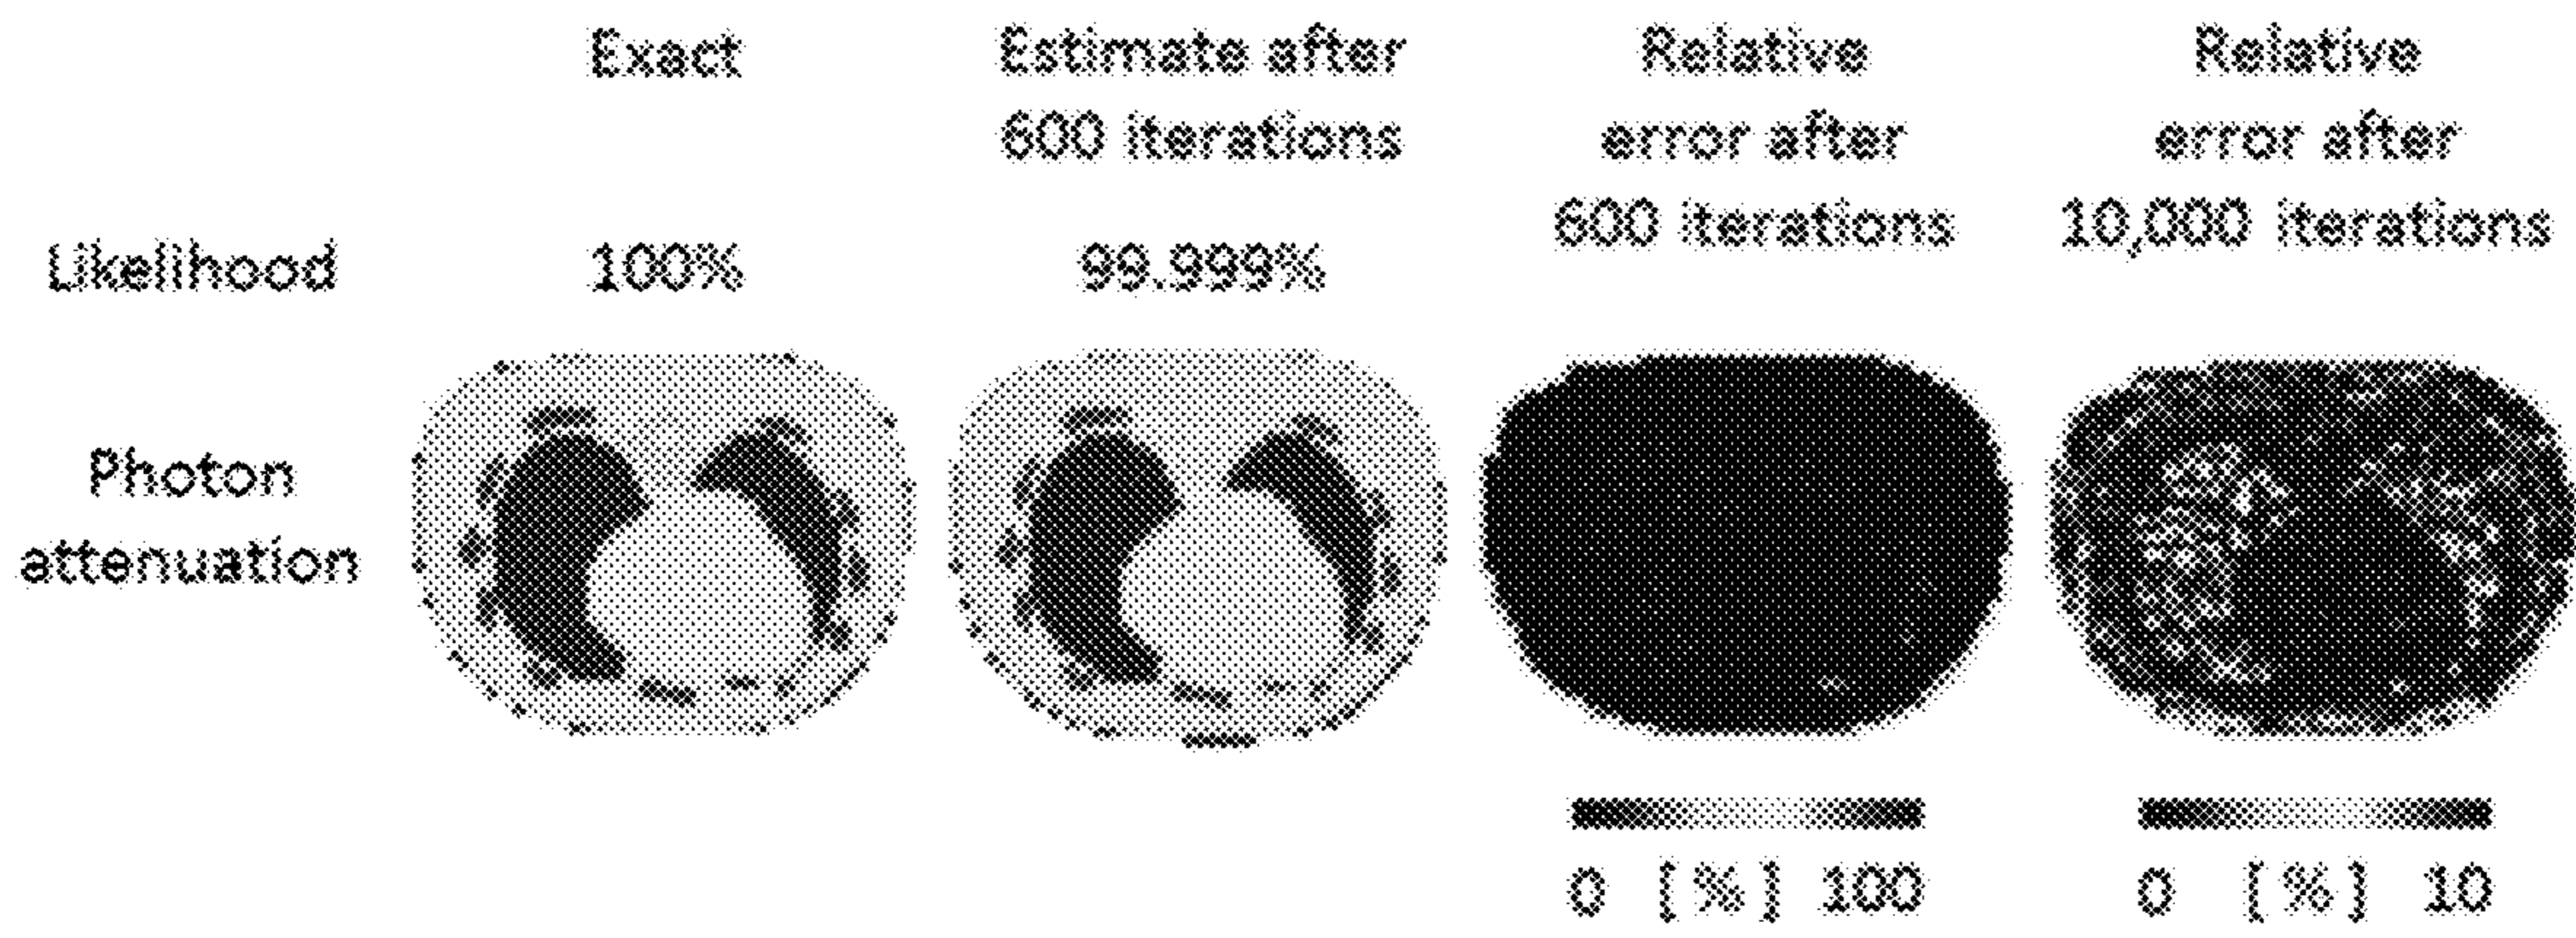 Exact
Estimate after
600 iterations
Relative
error after
600 iterations
Relative
error after
10,000 iterations
Likelihood
100%
99.999%
Photon
attenuation
0 [%] 100
0 [%] 10